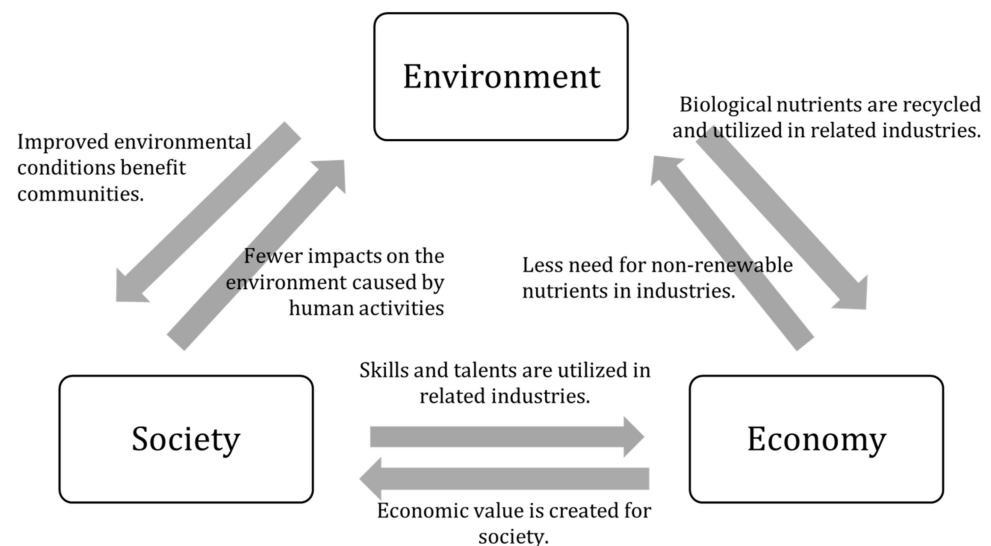 Environment
Biological nutrients are recycled
and utilized in related industries.
Improved environmental
conditions benefit
communities.
Fewer impacts on the
environment caused by
human activities
Less need for non-renewable
nutrients in industries.
Skills and talents are utilized in
related industries.
Society
Economy
Economic value is created for
society.